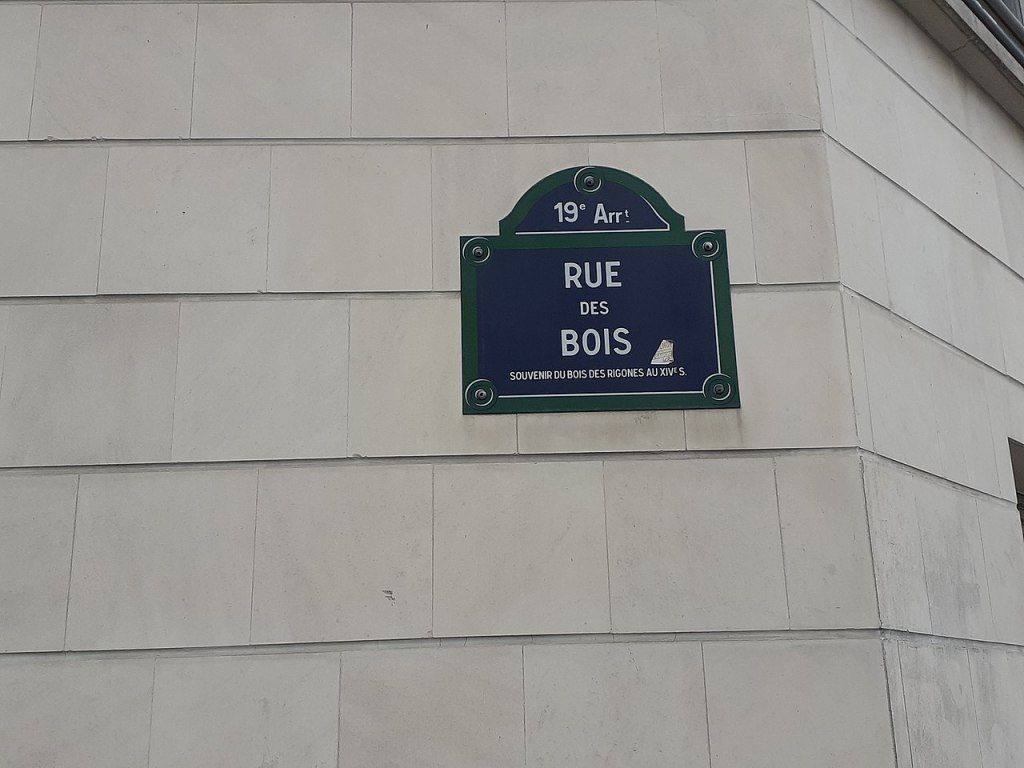 19e Arrt
RUE
DES
BOIS
SOUVENIR DU BOIS DES RIGONES AU XIVE S.